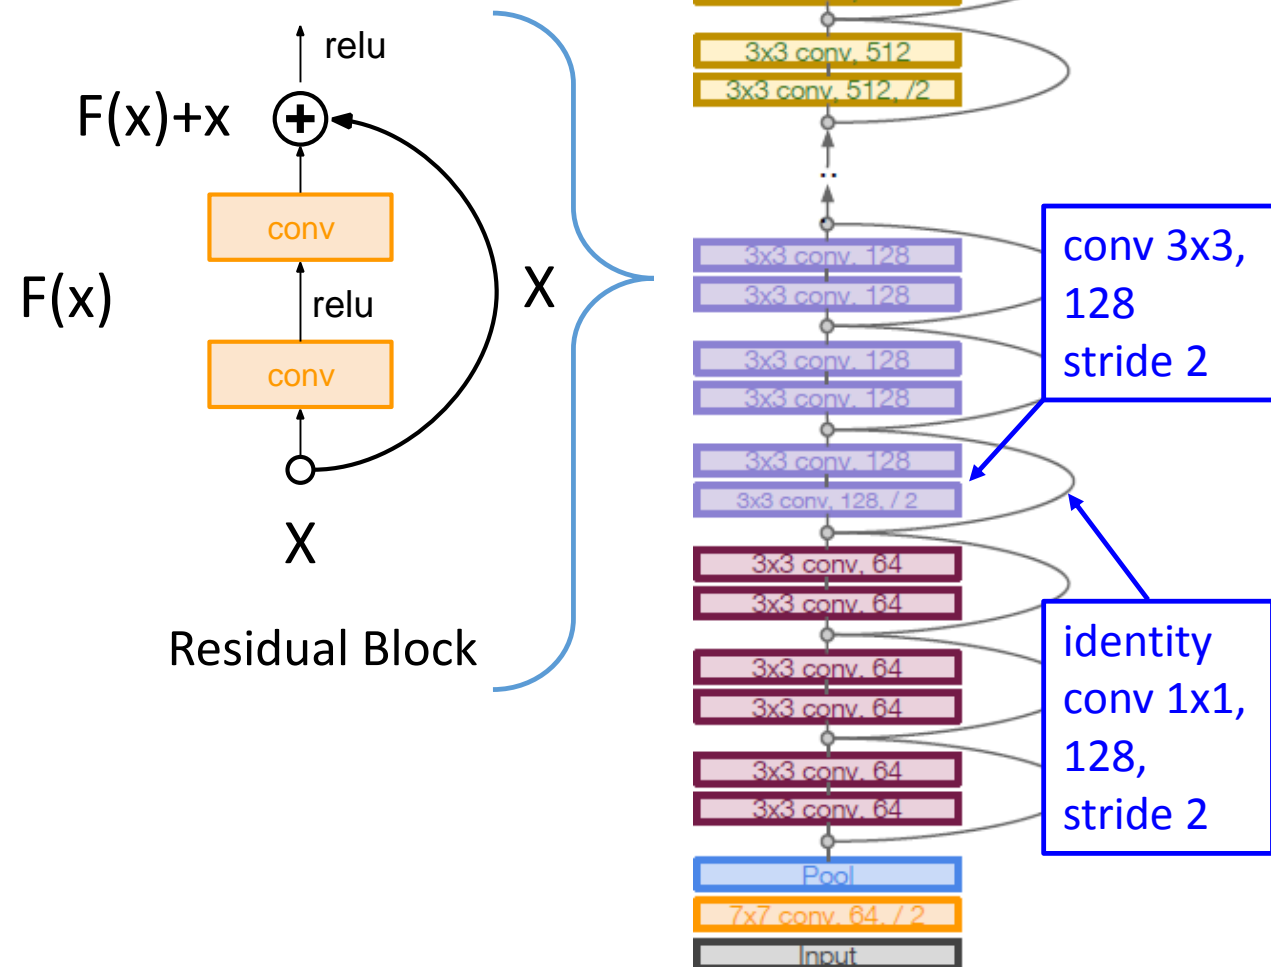 relu
F(x)+x
conv
F(x)
relu
X
conv
X
Residual Block
3x3 conv, 512
3x3 conv, 512, /2
..
3x3 conv, 128
3x3 conv, 128
3x3 conv, 128
3x3 conv, 128
3x3 conv, 128
3x3 conv, 128, / 2
3x3 conv, 64
3x3 conv, 64
3x3 conv, 64
3x3 conv, 64
3x3 conv, 64
3x3 conv, 64
Pool
7x7 conv, 64, / 2
Input
conv 3x3,
128
stride 2
identity
conv 1x1,
128,
stride 2